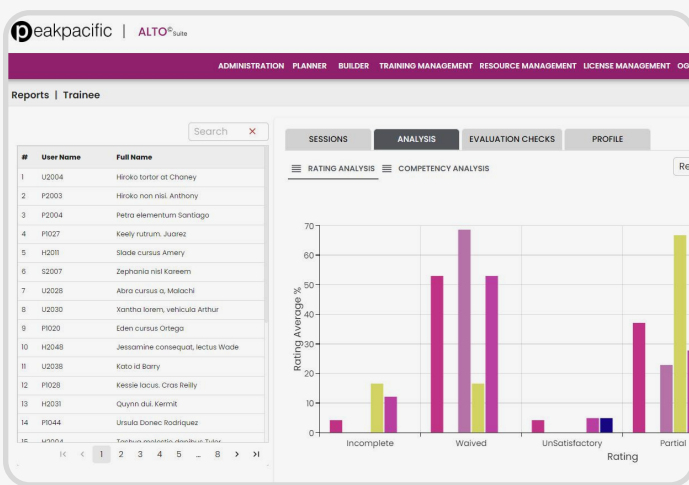 peakpacific | ALTO© Suite
ADMINISTRATION PLANNER BUILDER TRAINING MANAGEMENT RESOURCE MANAGEMENT LICENSE MANAGEMENT OG
Reports | Trainee
Search ×
SESSIONS ANALYSIS EVALUATION CHECKS PROFILE
RATING ANALYSIS COMPETENCY ANALYSIS
Re
# User Name Full Name
1 U2004 Hiroko tortor at Chaney
2 P2003 Hiroko non nisi. Anthony
3 P2004 Petra elementum Santiago
4 P1027 Keely rutrum. Juarez
5 H2011 Slade cursus Amery
6 S2007 Zephania nisl Kareem
7 U2028 Abra cursus a, Malachi
8 U2030 Xantha lorem, vehicula Arthur
9 P1020 Eden cursus Ortega
10 H2048 Jessamine consequat, lectus Wade
11 U2038 Kato id Barry
12 P1028 Kessie lacus. Cras Reilly
13 H2031 Quynn dui. Kermit
14 P1044 Ursula Donec Rodriquez
1 2 3 4 5 … 8
Rating Average %
70
60
50
40
30
20
10
0
Incomplete Waived UnSatisfactory Partial
Rating